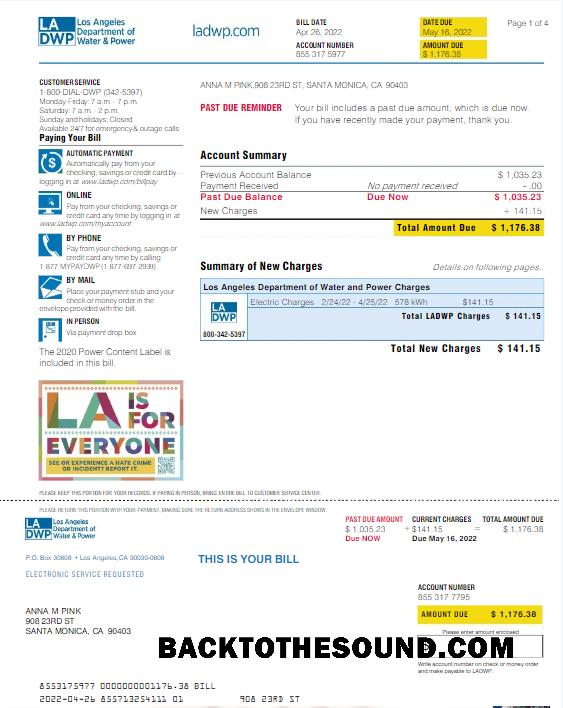 LA DWP
Los Angeles
Department of
Water & Power
ladwp.com
BILL DATE
Apr 26, 2022
ACCOUNT NUMBER
855 317 5977
DATE DUE
May 16, 2022
AMOUNT DUE
$ 1,176.38
Page 1 of 4
CUSTOMER SERVICE
1-800-DIAL-DWP (342-5397)
Monday Friday: 7 a.m. - 7 p.m.
Saturday: 7 a.m. - 2 p.m.
Sunday and holidays: Closed
Available 24/7 for emergency & outage calls
Paying Your Bill
AUTOMATIC PAYMENT
Automatically pay from your
checking, savings or credit card by
logging in at www.ladwp.com/billpay
ONLINE
Pay from your checking, savings or
credit card any time by logging in at
www.ladwp.com/myaccount
BY PHONE
Pay from your checking, savings or
credit card any time by calling
1 877 MYPAYDWP (1 877-697-2939)
BY MAIL
Place your payment stub and your
check or money order in the
envelope provided with the bill.
IN PERSON
Via payment drop box
The 2020 Power Content Label is
included in this bill.
LA IS FOR
EVERYONE
SEE OR EXPERIENCE A HATE CRIME
OR INCIDENT? REPORT IT.
ANNA M PINK,908 23RD ST, SANTA MONICA, CA 90403
PAST DUE REMINDER Your bill includes a past due amount, which is due now.
If you have recently made your payment, thank you.
Account Summary
Previous Account Balance $ 1,035.23
Payment Received No payment received - .00
Past Due Balance Due Now $ 1,035.23
New Charges + 141.15
Total Amount Due $ 1,176.38
Summary of New Charges Details on following pages.
Los Angeles Department of Water and Power Charges
LA DWP
800-342-5397
Electric Charges 2/24/22 - 4/25/22 578 kWh $141.15
Total LADWP Charges $ 141.15
Total New Charges $ 141.15
PLEASE KEEP THIS PORTION FOR YOUR RECORDS. IF PAYING IN PERSON, BRING ENTIRE BILL TO CUSTOMER SERVICE CENTER.
PLEASE RETURN THIS PORTION WITH YOUR PAYMENT, MAKING SURE THE RETURN ADDRESS SHOWS IN THE ENVELOPE WINDOW.
LA DWP
Los Angeles
Department of
Water & Power
PAST DUE AMOUNT CURRENT CHARGES TOTAL AMOUNT DUE
$ 1,035.23 + $141.15 = $ 1,176.38
Due NOW Due May 16, 2022
P.O. Box 30808 • Los Angeles, CA 90030-0808
THIS IS YOUR BILL
ELECTRONIC SERVICE REQUESTED
ACCOUNT NUMBER
855 317 7795
AMOUNT DUE $ 1,176.38
Please enter amount enclosed
$
Write account number on check or money order
and make payable to LADWP.
ANNA M PINK
908 23RD ST
SANTA MONICA, CA 90403
BACKTOTHESOUND.COM
8553175977 000000001176.38 BILL
2022-04-26 855713254111 01 908 23RD ST